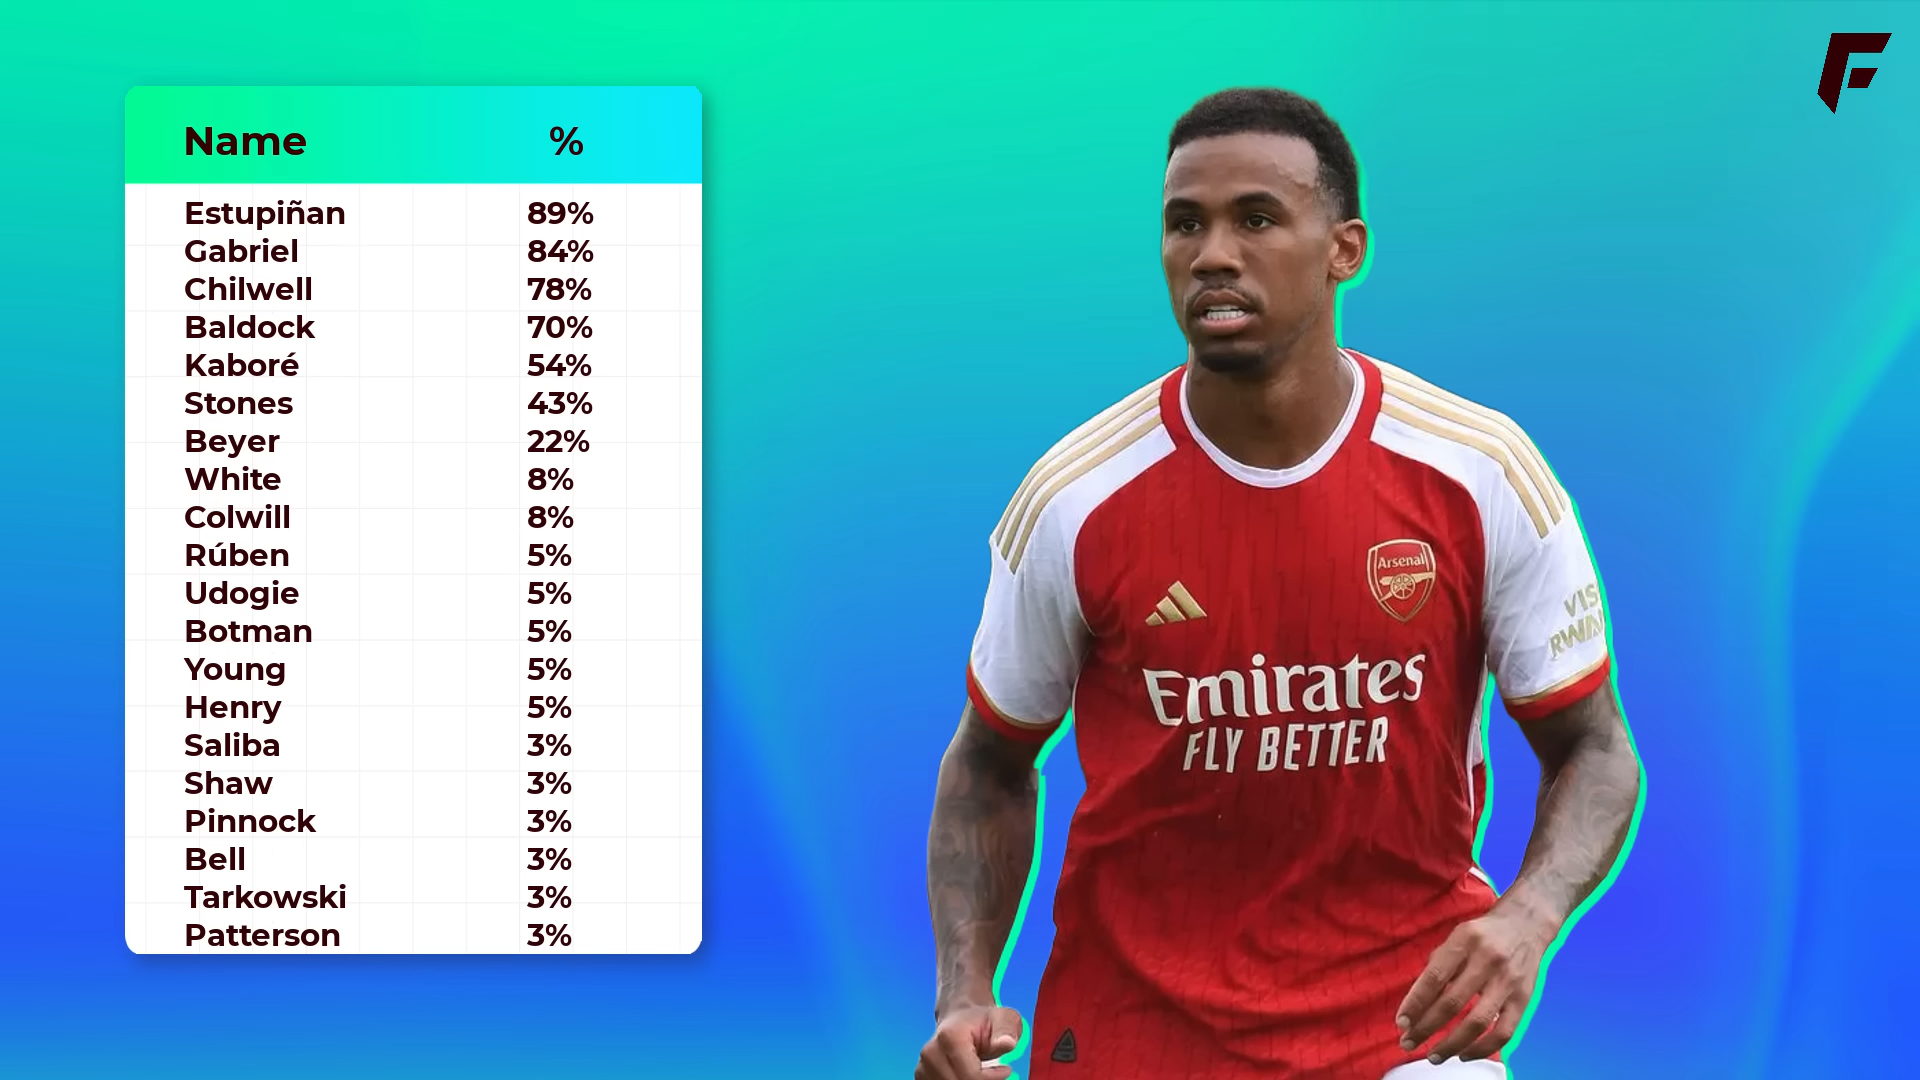 Name %
Estupiñan 89%
Gabriel 84%
Chilwell 78%
Baldock 70%
Kaboré 54%
Stones 43%
Beyer 22%
White 8%
Colwill 8%
Rúben 5%
Udogie 5%
Botman 5%
Young 5%
Henry 5%
Saliba 3%
Shaw 3%
Pinnock 3%
Bell 3%
Tarkowski 3%
Patterson 3%
Arsenal
Emirates
FLY BETTER